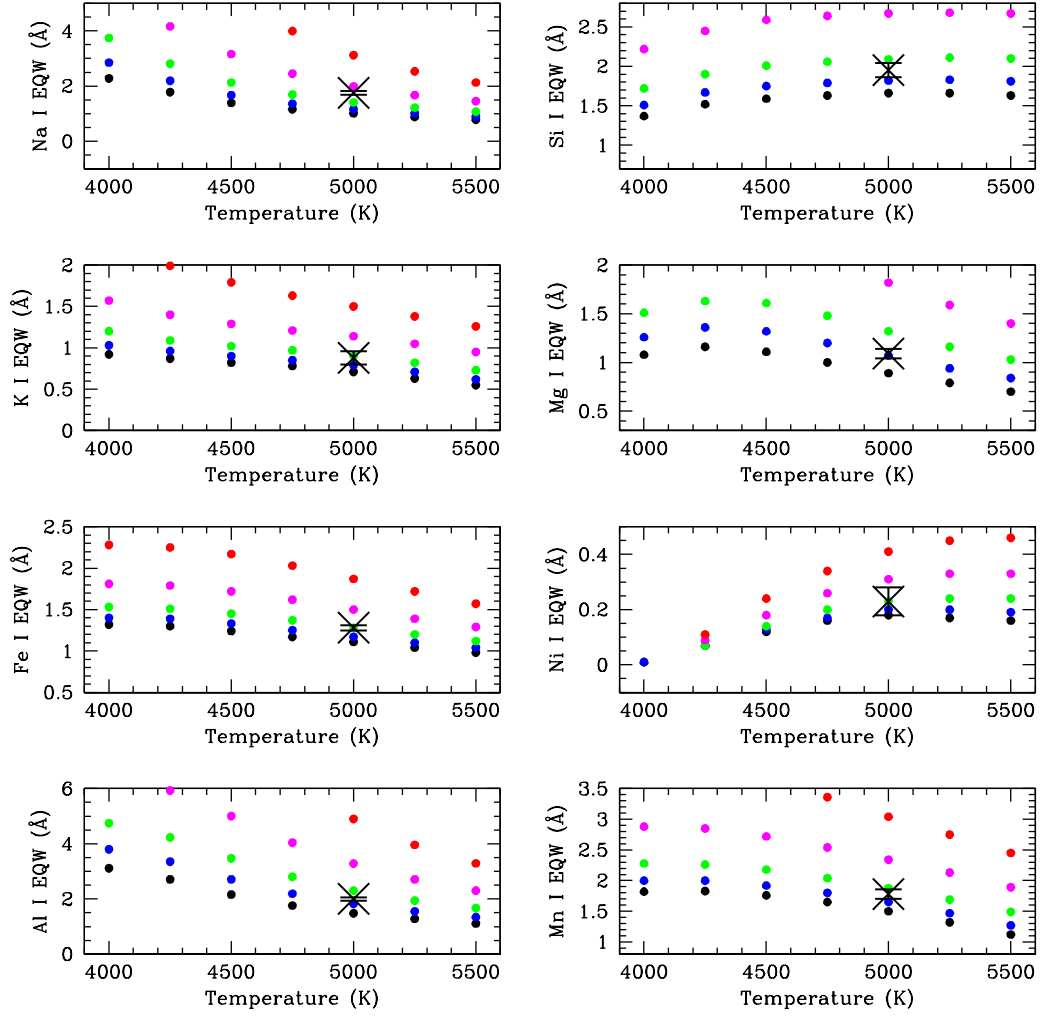 Na I EQW (Å)
4
2
0
4000 4500 5000 5500
Temperature (K)
Si I EQW (Å)
2.5
2
1.5
1
4000 4500 5000 5500
Temperature (K)
K I EQW (Å)
2
1.5
1
0.5
0
4000 4500 5000 5500
Temperature (K)
Mg I EQW (Å)
2
1.5
1
0.5
4000 4500 5000 5500
Temperature (K)
Fe I EQW (Å)
2.5
2
1.5
1
0.5
4000 4500 5000 5500
Temperature (K)
Ni I EQW (Å)
0.4
0.2
0
4000 4500 5000 5500
Temperature (K)
Al I EQW (Å)
6
4
2
0
4000 4500 5000 5500
Temperature (K)
Mn I EQW (Å)
3.5
3
2.5
2
1.5
1
4000 4500 5000 5500
Temperature (K)